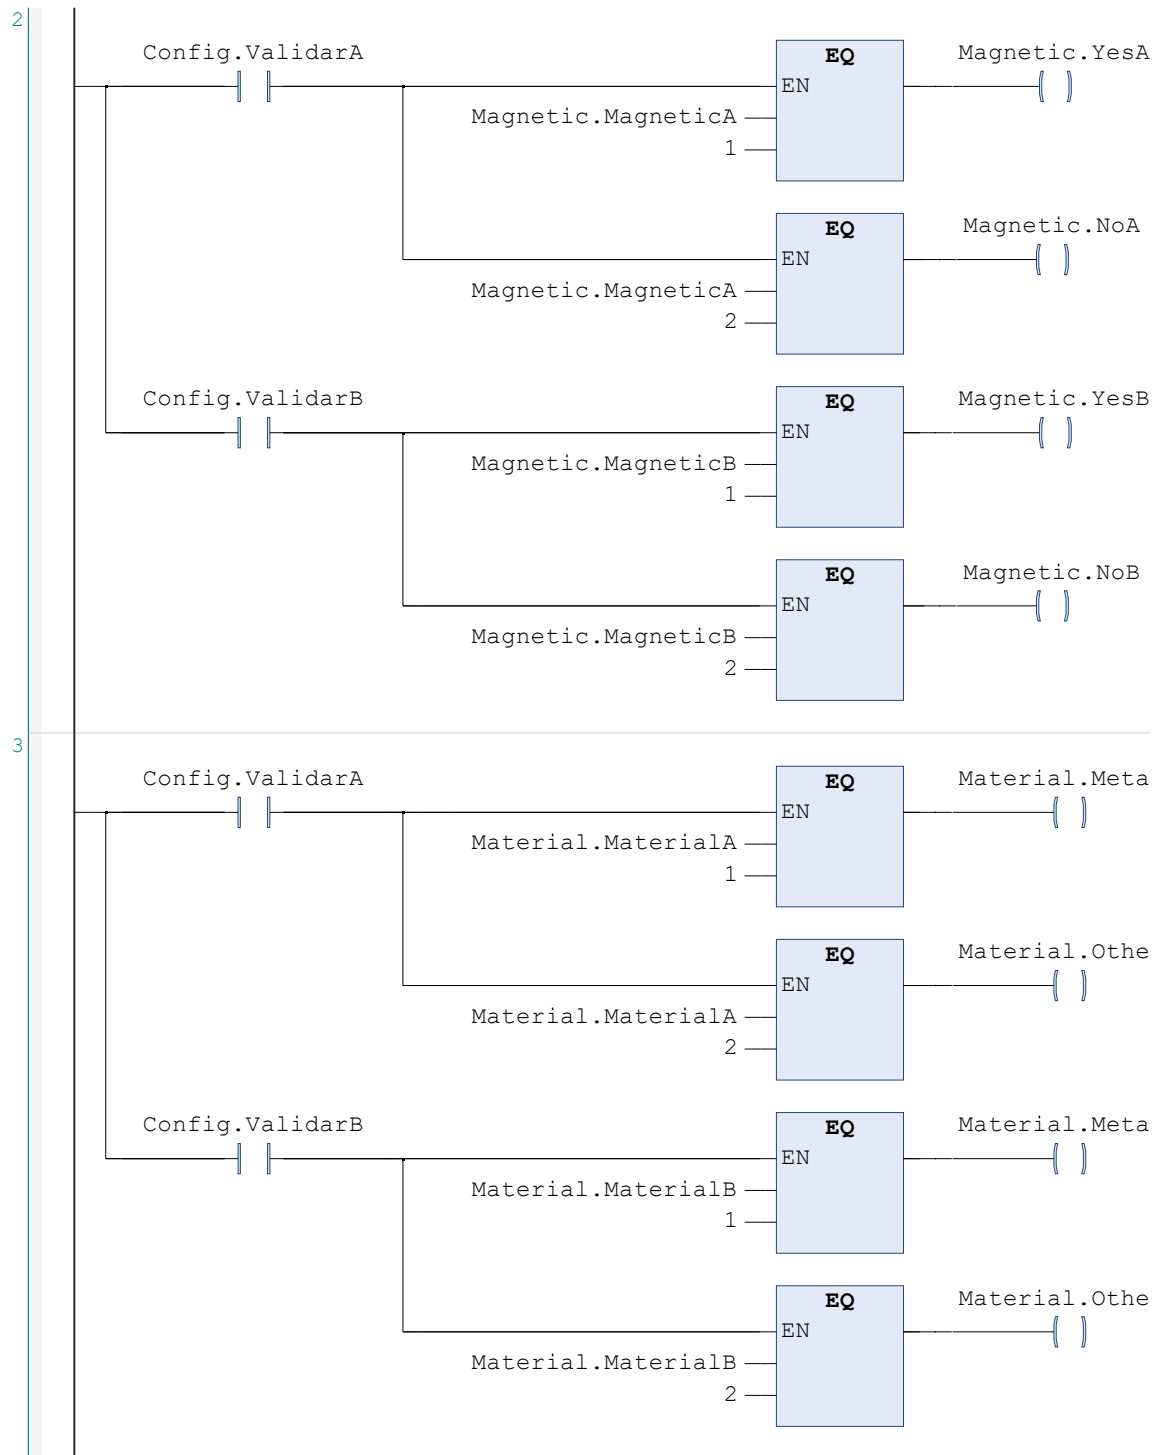 2
Config.ValidarA
EQ
Magnetic.YesA
EN
Magnetic.MagneticA
1
EQ
Magnetic.NoA
EN
Magnetic.MagneticA
2
Config.ValidarB
EQ
Magnetic.YesB
EN
Magnetic.MagneticB
1
EQ
Magnetic.NoB
EN
Magnetic.MagneticB
2
3
Config.ValidarA
EQ
Material.Meta
EN
Material.MaterialA
1
EQ
Material.Othe
EN
Material.MaterialA
2
Config.ValidarB
EQ
Material.Meta
EN
Material.MaterialB
1
EQ
Material.Othe
EN
Material.MaterialB
2